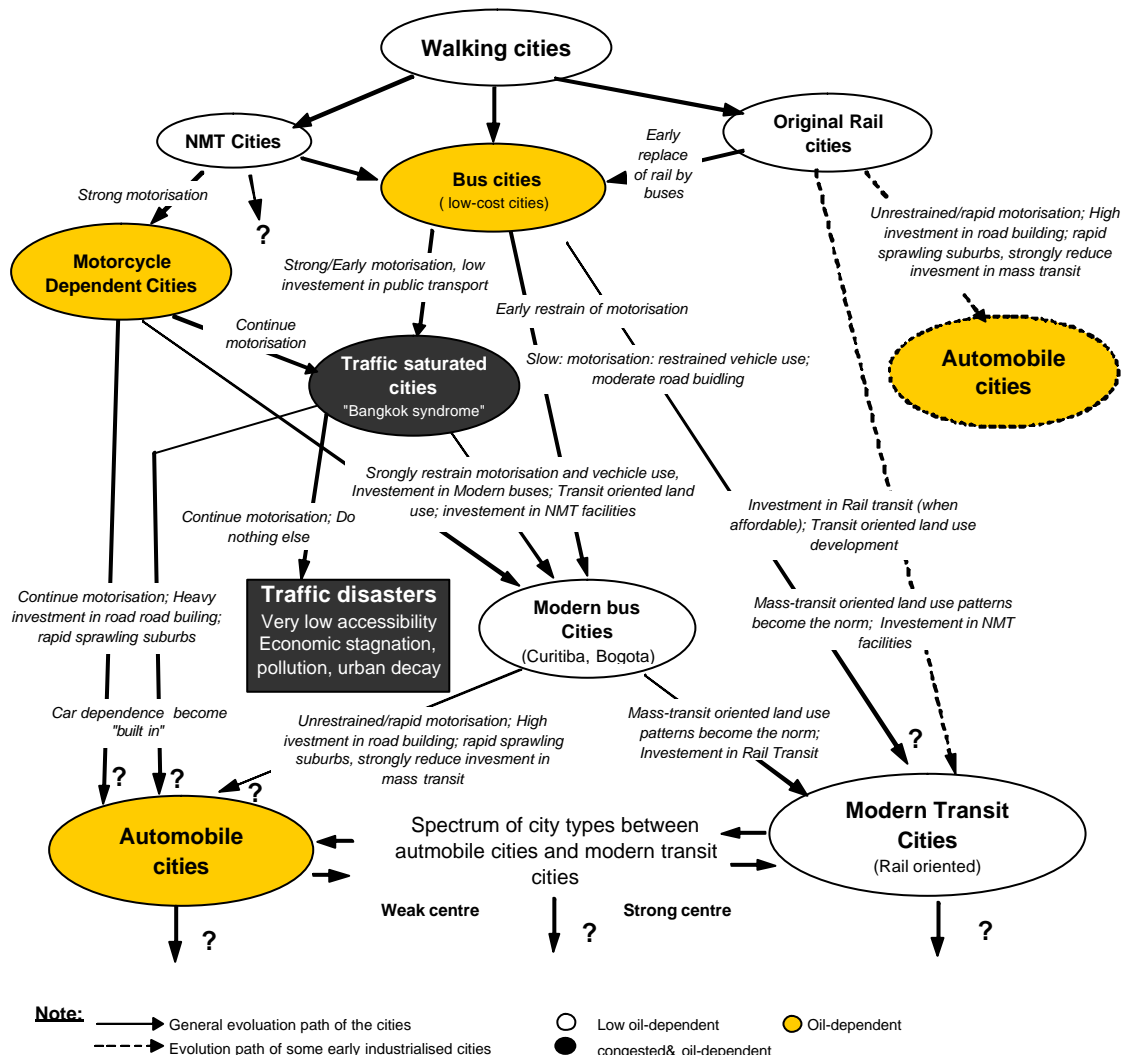 Walking cities
NMT Cities
Original Rail
cities
Early
replace
of rail by
buses
Bus cities
( low-cost cities)
Strong motorisation
?
Unrestrained/rapid motorisation; High
investment in road building; rapid
sprawling suburbs, strongly reduce
invesment in mass transit
Motorcycle
Dependent Cities
Strong/Early motorisation, low
investement in public transport
Early restrain of motorisation
Continue
motorisation
Traffic saturated
cities
"Bangkok syndrome"
Slow: motorisation: restrained vehicle use;
moderate road buidling
Automobile
cities
Srongly restrain motorisation and vechicle use,
Investement in Modern buses; Transit oriented land
use; investement in NMT facilities
Investment in Rail transit (when
affordable); Transit oriented land use
development
Continue motorisation; Do
nothing else
Traffic disasters
Very low accessibility
Economic stagnation,
pollution, urban decay
Modern bus
Cities
(Curitiba, Bogota)
Continue motorisation; Heavy
investment in road road builing;
rapid sprawling suburbs
Mass-transit oriented land use patterns
become the norm; Investement in NMT
facilities
Car dependence become
"built in"
Unrestrained/rapid motorisation; High
ivestment in road building; rapid sprawling
suburbs, strongly reduce invesment in
mass transit
Mass-transit oriented land use
patterns become the norm;
Investement in Rail Transit
?
? ? ?
Automobile
cities
Spectrum of city types between
autmobile cities and modern transit
cities
Modern Transit
Cities
(Rail oriented)
Weak centre Strong centre
? ? ?
Note:
General evoluation path of the cities
Low oil-dependent
Oil-dependent
Evolution path of some early industrialised cities
congested& oil-dependent